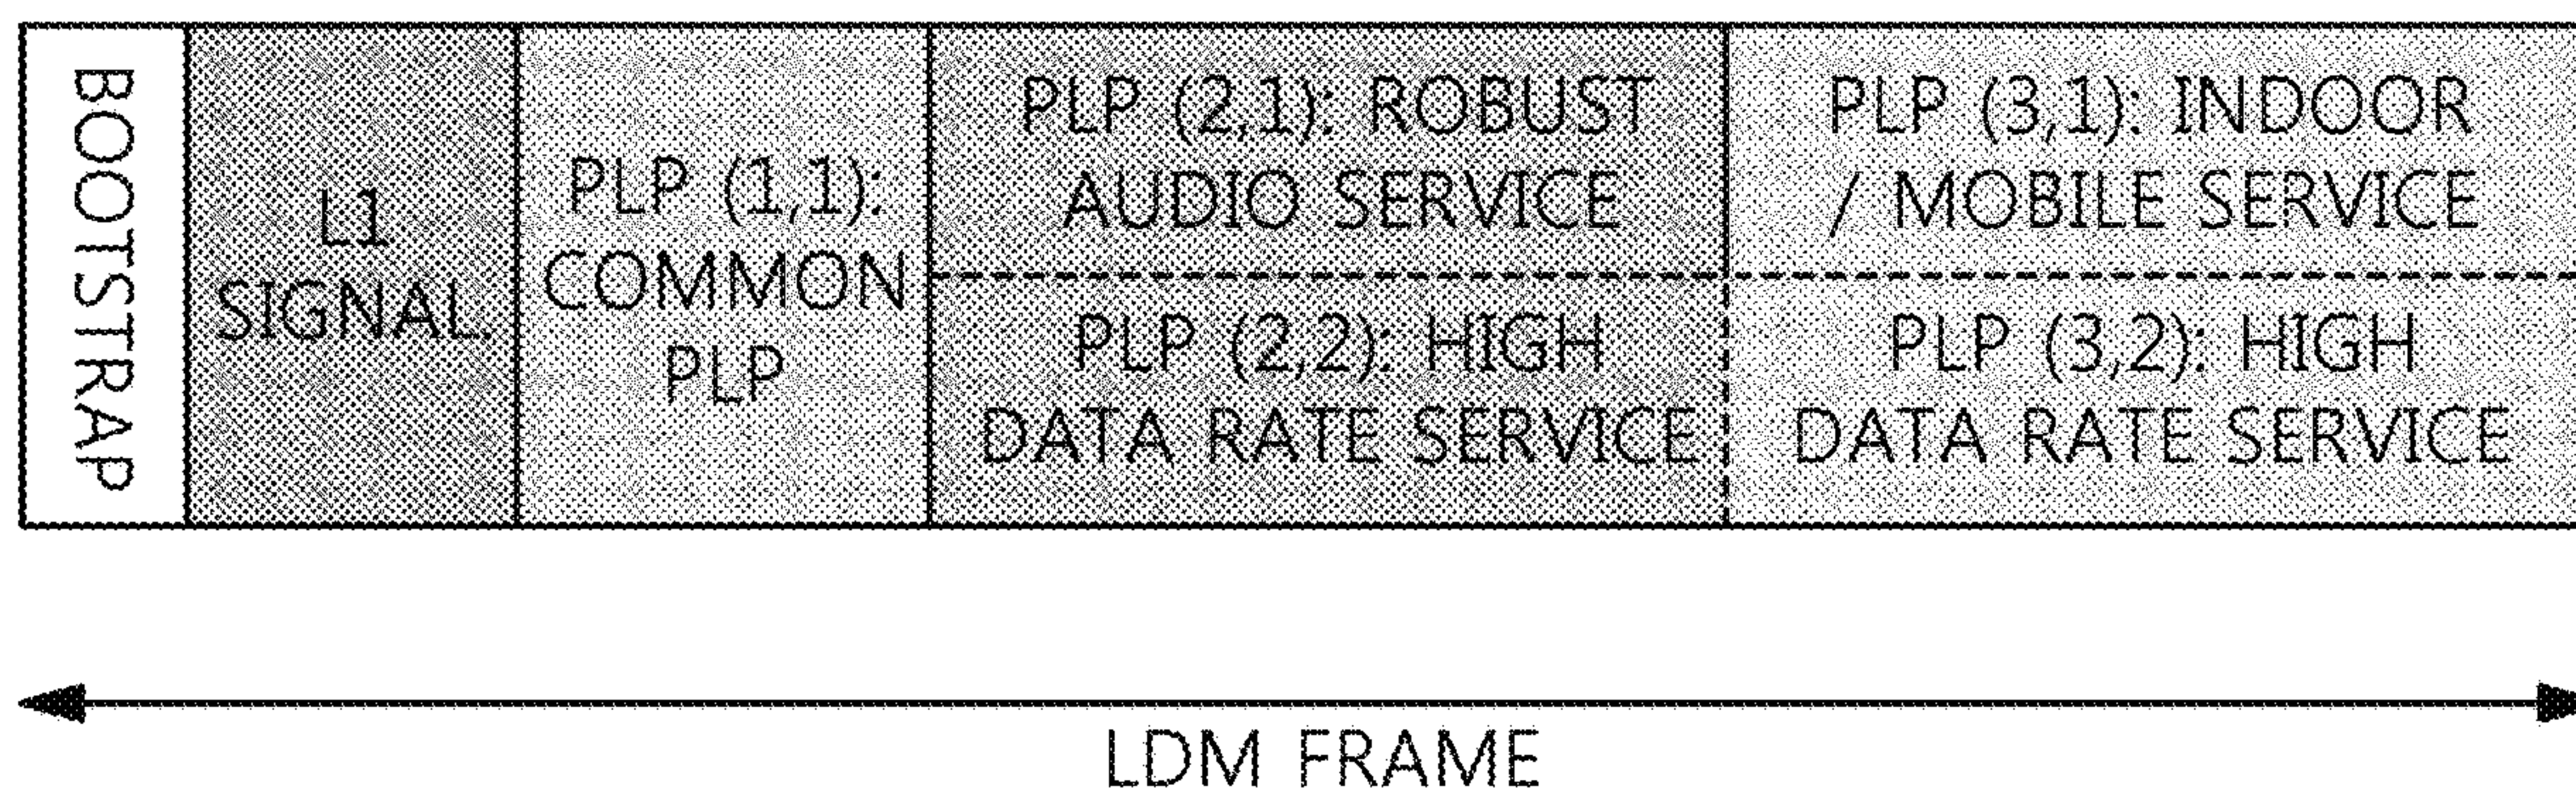 BOOTSTRAP
L1
SIGNAL
PLP (1,1):
COMMON
PLP
PLP (2,1): ROBUST
AUDIO SERVICE
PLP (2,2): HIGH
DATA RATE SERVICE
PLP (3,1): INDOOR
/ MOBILE SERVICE
PLP (3,2): HIGH
DATA RATE SERVICE
LDM FRAME